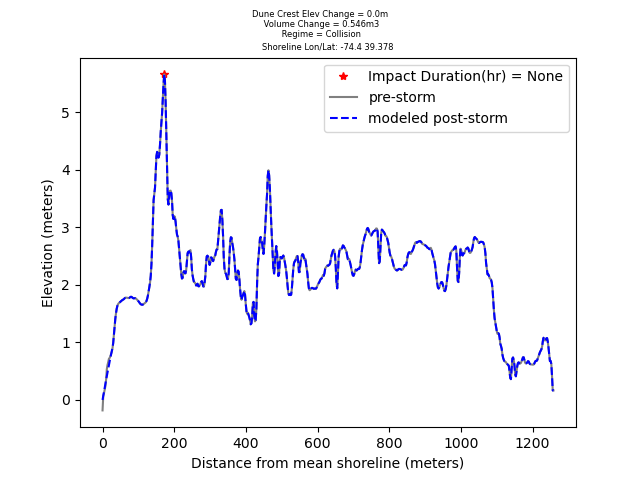 Dune Crest Elev Change = 0.0m
Volume Change = 0.546m3
Regime = Collision
Shoreline Lon/Lat: -74.4 39.378
Impact Duration(hr) = None
pre-storm
modeled post-storm
Elevation (meters)
5
4
3
2
1
0
0 200 400 600 800 1000 1200
Distance from mean shoreline (meters)